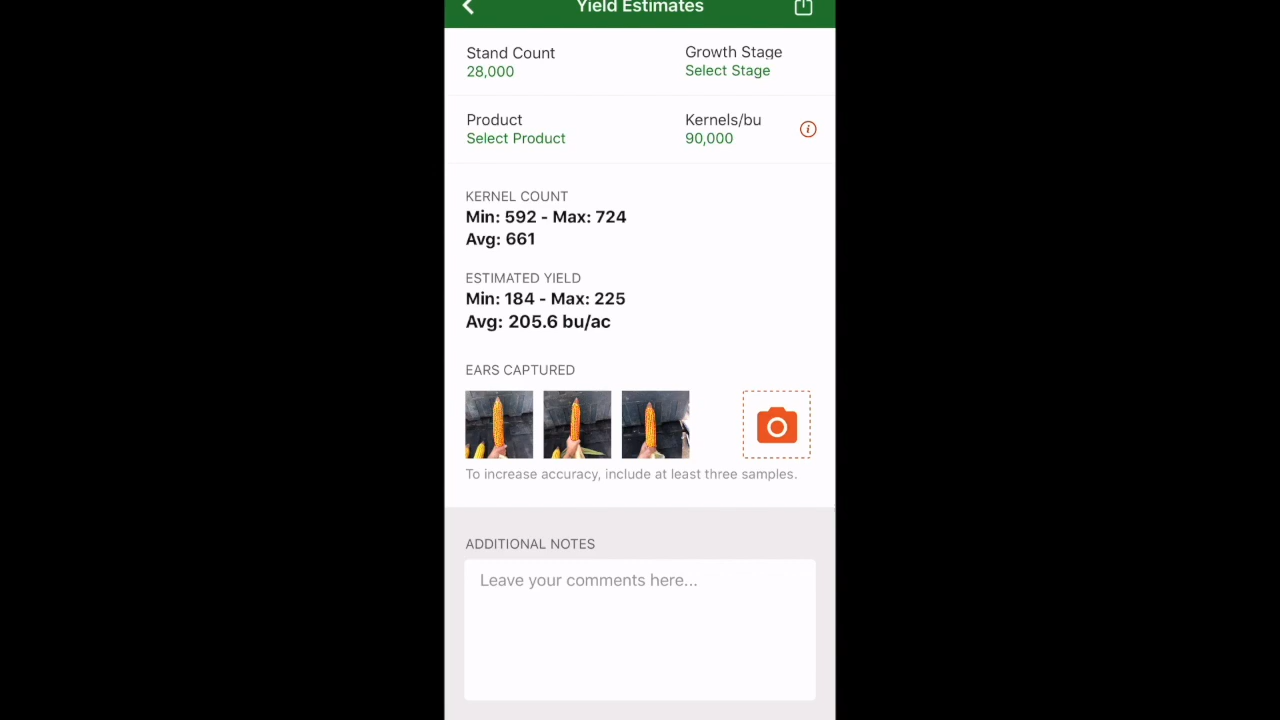 Yield Estimates
Stand Count
28,000
Growth Stage
Select Stage
Product
Select Product
Kernels/bu
90,000
KERNEL COUNT
Min: 592 - Max: 724
Avg: 661
ESTIMATED YIELD
Min: 184 - Max: 225
Avg: 205.6 bu/ac
EARS CAPTURED
To increase accuracy, include at least three samples.
ADDITIONAL NOTES
Leave your comments here...